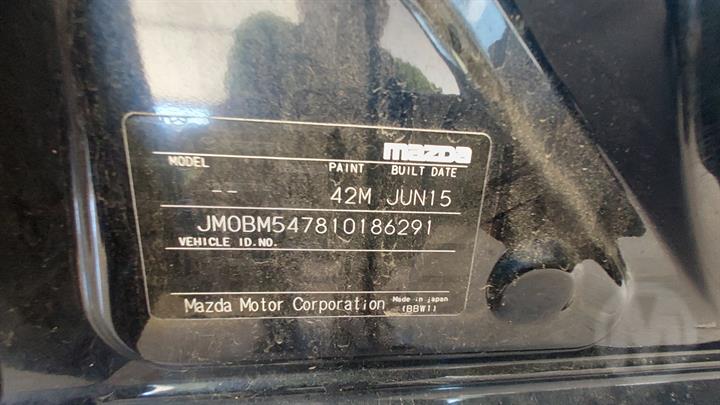 mazda
MODEL PAINT BUILT DATE
-- 42M JUN15
JM0BM547810186291
VEHICLE ID.NO.
Mazda Motor Corporation Made in japan
(BBW1)
M